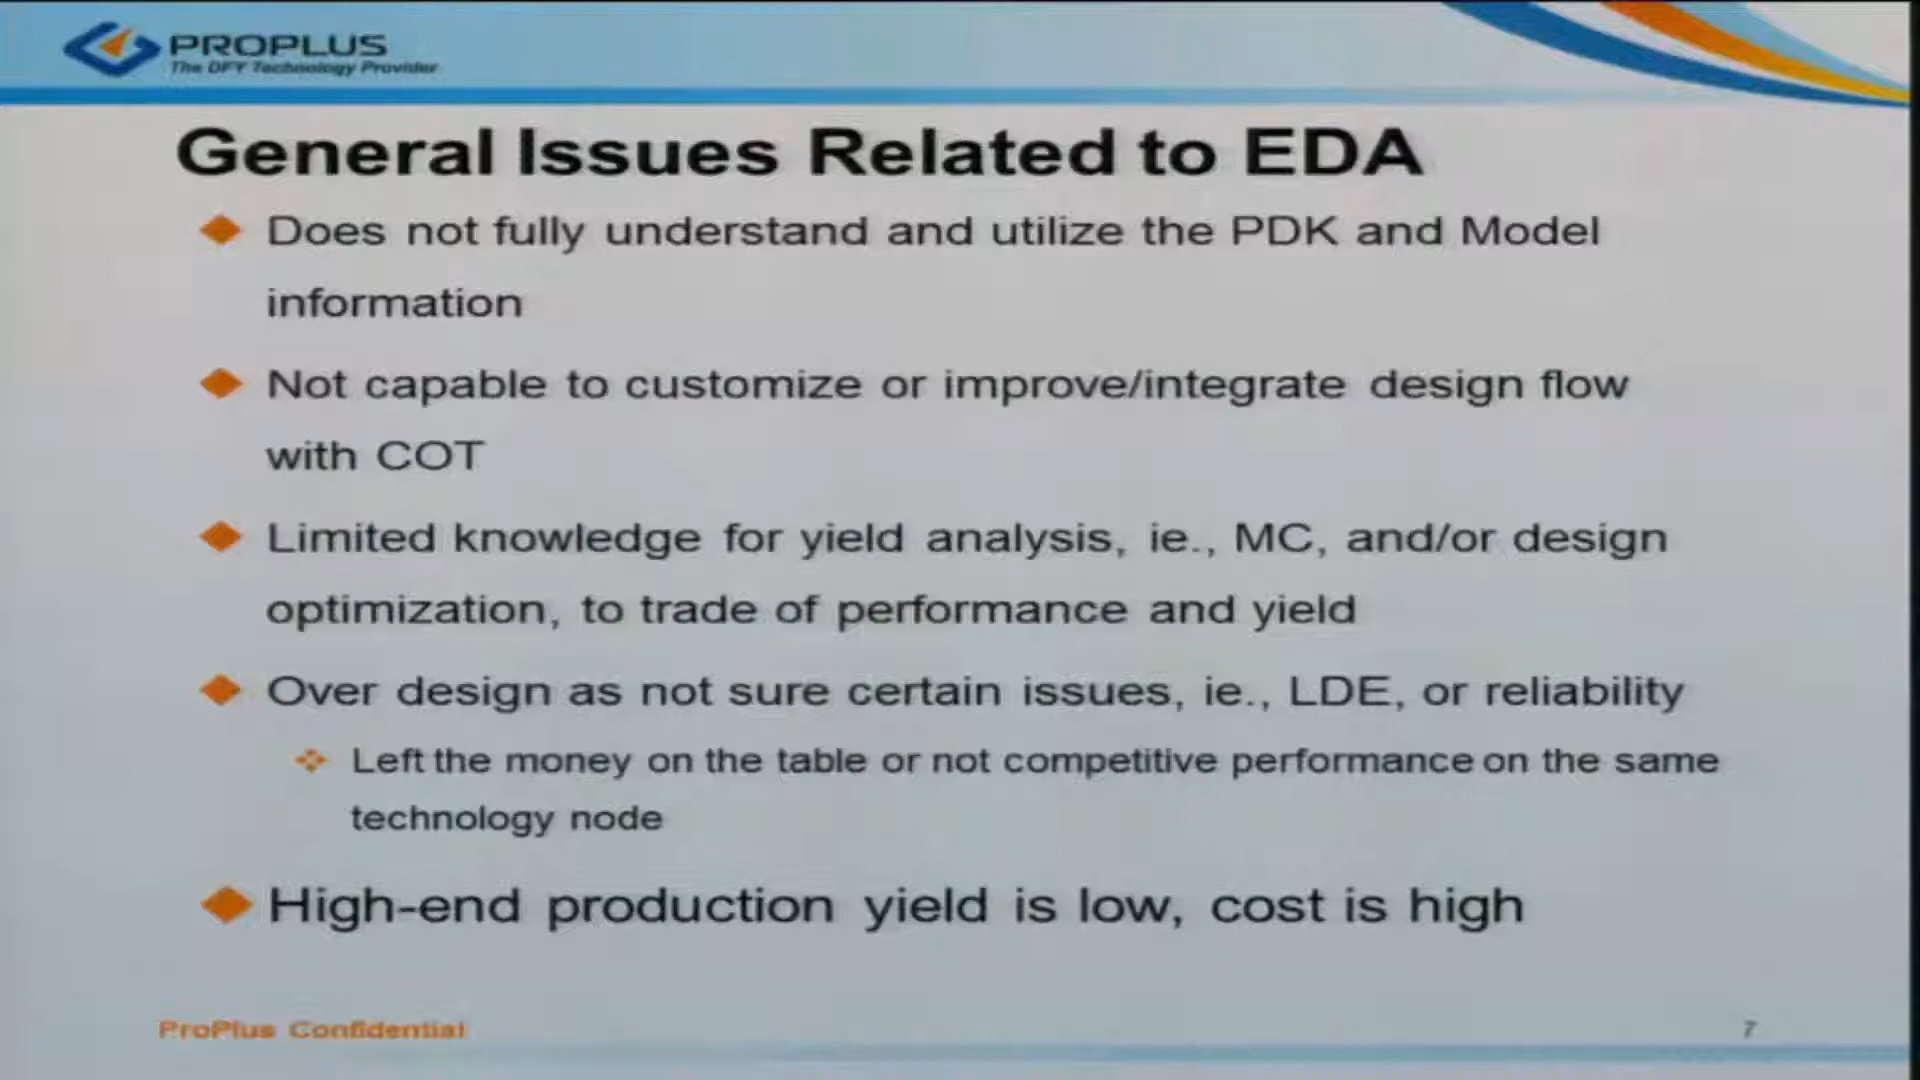 PROPLUS
The DFY Technology Provider
General Issues Related to EDA
Does not fully understand and utilize the PDK and Model
information
Not capable to customize or improve/integrate design flow
with COT
Limited knowledge for yield analysis, ie., MC, and/or design
optimization, to trade of performance and yield
Over design as not sure certain issues, ie., LDE, or reliability
Left the money on the table or not competitive performance on the same
technology node
High-end production yield is low, cost is high
ProPlus Confidential
7